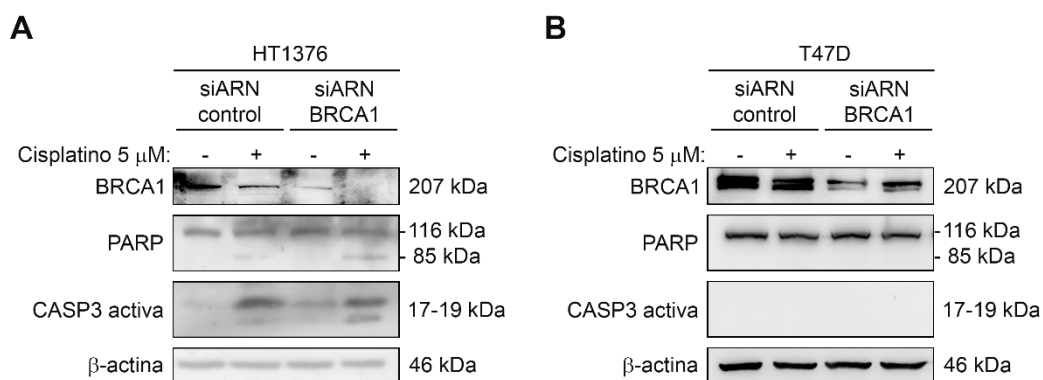 A
HT1376
siARN control
siARN BRCA1
Cisplatino 5 μM: - + - +
BRCA1 207 kDa
PARP - 116 kDa
- 85 kDa
CASP3 activa 17-19 kDa
β-actina 46 kDa
B
T47D
siARN control
siARN BRCA1
Cisplatino 5 μM: - + - +
BRCA1 207 kDa
PARP - 116 kDa
- 85 kDa
CASP3 activa 17-19 kDa
β-actina 46 kDa